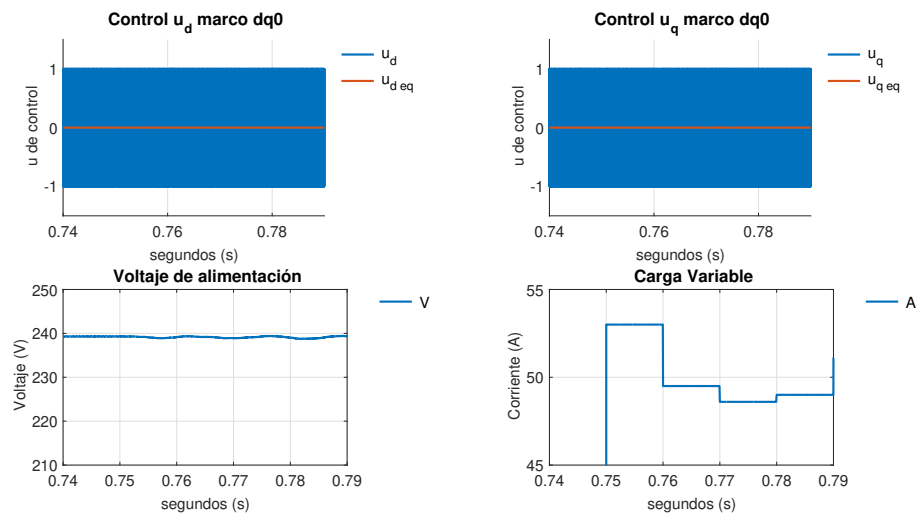 Control u_d marco dq0
u de control
1
0
-1
0.74 0.76 0.78
segundos (s)
u_d
u_d eq
Control u_q marco dq0
u de control
1
0
-1
0.74 0.76 0.78
segundos (s)
u_q
u_q eq
Voltaje de alimentación
Voltaje (V)
250
240
230
220
210
0.74 0.75 0.76 0.77 0.78 0.79
segundos (s)
V
Carga Variable
Corriente (A)
55
50
45
0.74 0.75 0.76 0.77 0.78 0.79
segundos (s)
A